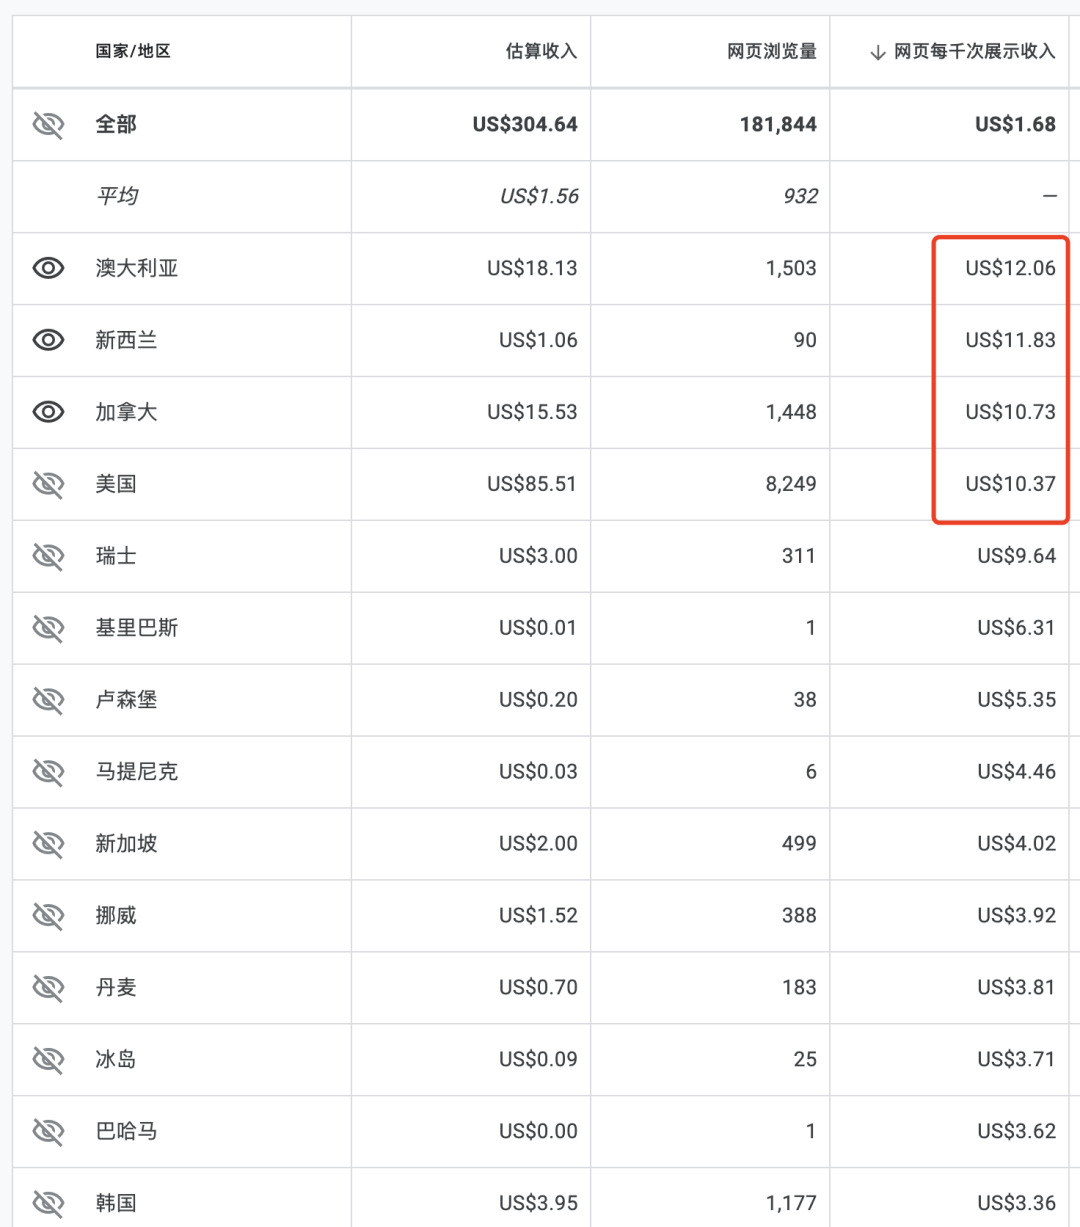 国家/地区 估算收入 网页浏览量 ↓ 网页每千次展示收入
全部 US$304.64 181,844 US$1.68
平均 US$1.56 932 —
澳大利亚 US$18.13 1,503 US$12.06
新西兰 US$1.06 90 US$11.83
加拿大 US$15.53 1,448 US$10.73
美国 US$85.51 8,249 US$10.37
瑞士 US$3.00 311 US$9.64
基里巴斯 US$0.01 1 US$6.31
卢森堡 US$0.20 38 US$5.35
马提尼克 US$0.03 6 US$4.46
新加坡 US$2.00 499 US$4.02
挪威 US$1.52 388 US$3.92
丹麦 US$0.70 183 US$3.81
冰岛 US$0.09 25 US$3.71
巴哈马 US$0.00 1 US$3.62
韩国 US$3.95 1,177 US$3.36